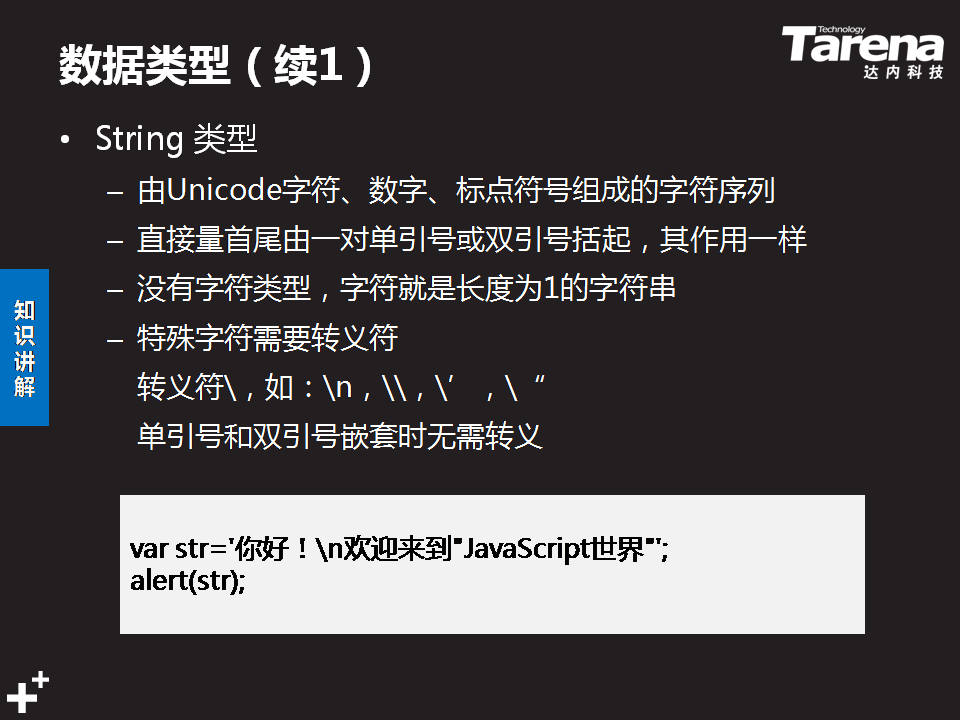 数据类型（续1）
Technology
Tarena
达内科技
• String 类型
– 由Unicode字符、数字、标点符号组成的字符序列
– 直接量首尾由一对单引号或双引号括起，其作用一样
– 没有字符类型，字符就是长度为1的字符串
– 特殊字符需要转义符
转义符\，如：\n，\\，\’，\“
单引号和双引号嵌套时无需转义
知识讲解
var str='你好！\n欢迎来到"JavaScript世界"';
alert(str);